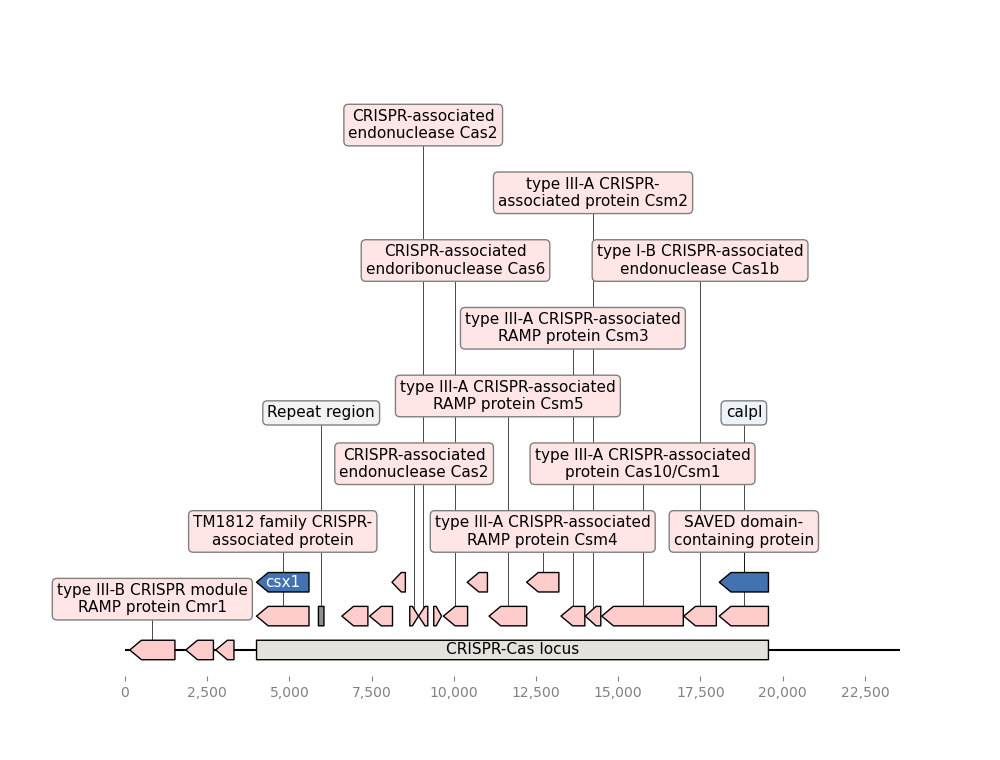 CRISPR-associated
endonuclease Cas2
type III-A CRISPR-
associated protein Csm2
CRISPR-associated
endoribonuclease Cas6
type I-B CRISPR-associated
endonuclease Cas1b
type III-A CRISPR-associated
RAMP protein Csm3
type III-A CRISPR-associated
RAMP protein Csm5
Repeat region
calpl
CRISPR-associated
endonuclease Cas2
type III-A CRISPR-associated
protein Cas10/Csm1
TM1812 family CRISPR-
associated protein
type III-A CRISPR-associated
RAMP protein Csm4
SAVED domain-
containing protein
csx1
type III-B CRISPR module
RAMP protein Cmr1
CRISPR-Cas locus
0 2,500 5,000 7,500 10,000 12,500 15,000 17,500 20,000 22,500